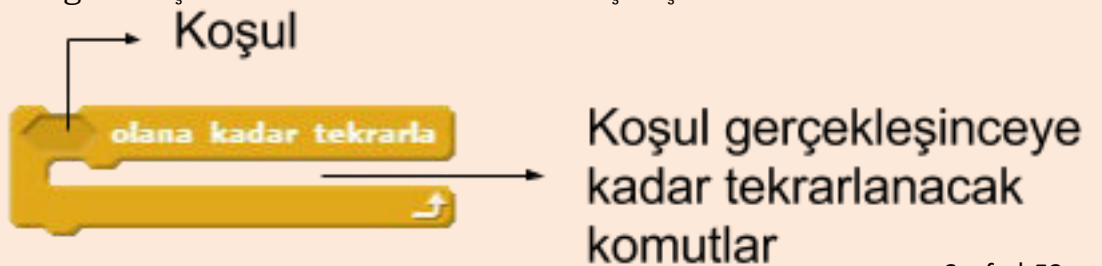 Koşul
olana kadar tekrarla
Koşul gerçekleşinceye
kadar tekrarlanacak
komutlar